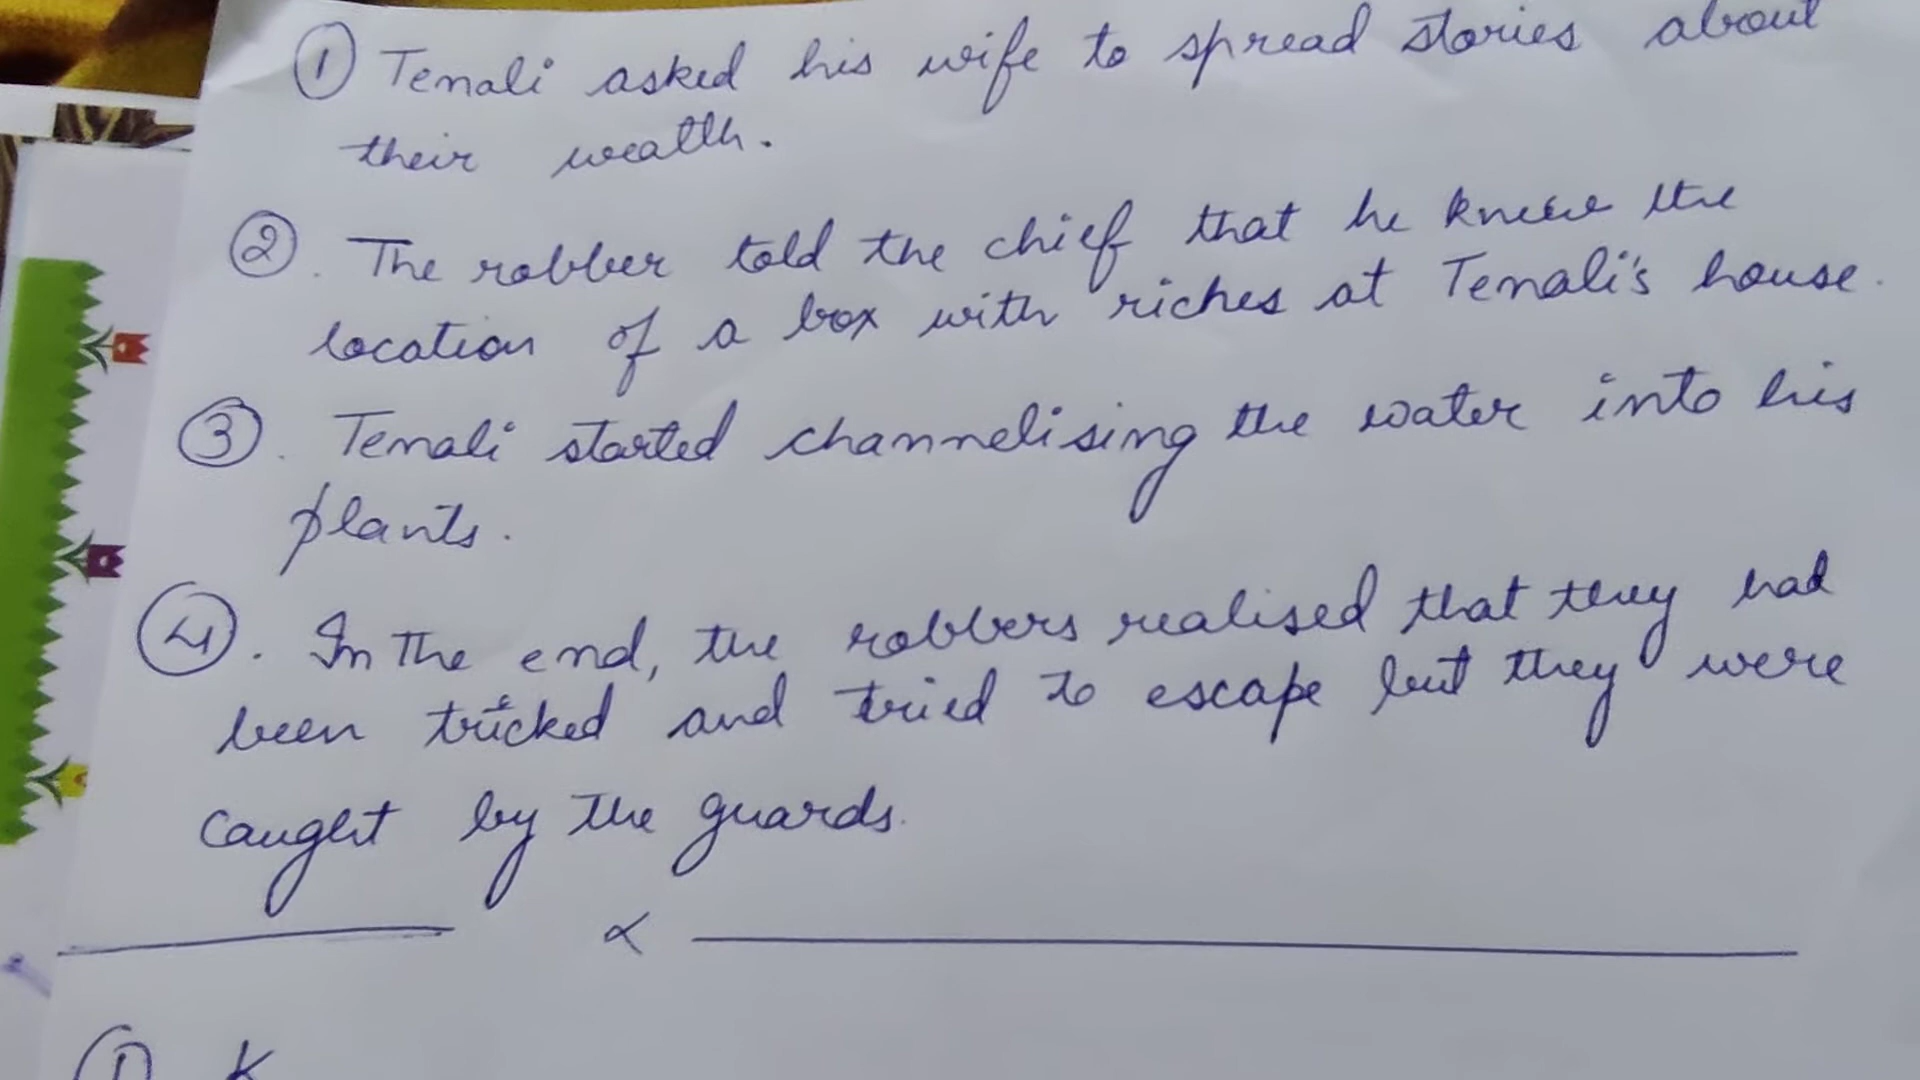 ① Tenali asked his wife to spread stories about
their wealth.
②. The robber told the chief that he knew the
location of a box with riches at Tenali's house.
③. Tenali started channelising the water into his
plants.
④. In the end, the robbers realised that they had
been tricked and tried to escape but they were
caught by the guards.
① K